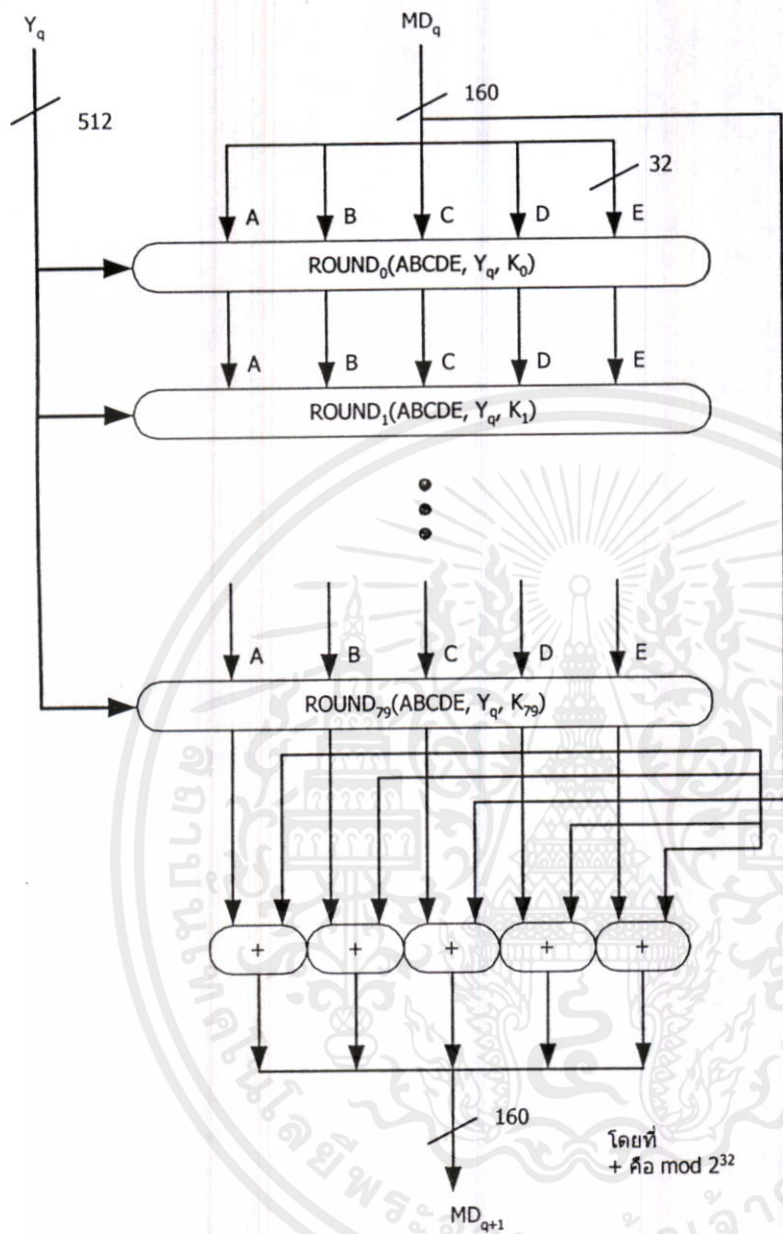 Y_q MD_q
512
160
32
A B C D E
ROUND_0(ABCDE, Y_q, K_0)
A B C D E
ROUND_1(ABCDE, Y_q, K_1)
A B C D E
ROUND_79(ABCDE, Y_q, K_79)
+ + + + +
160
โดยที่
+ คือ mod 2^32
MD_q+1